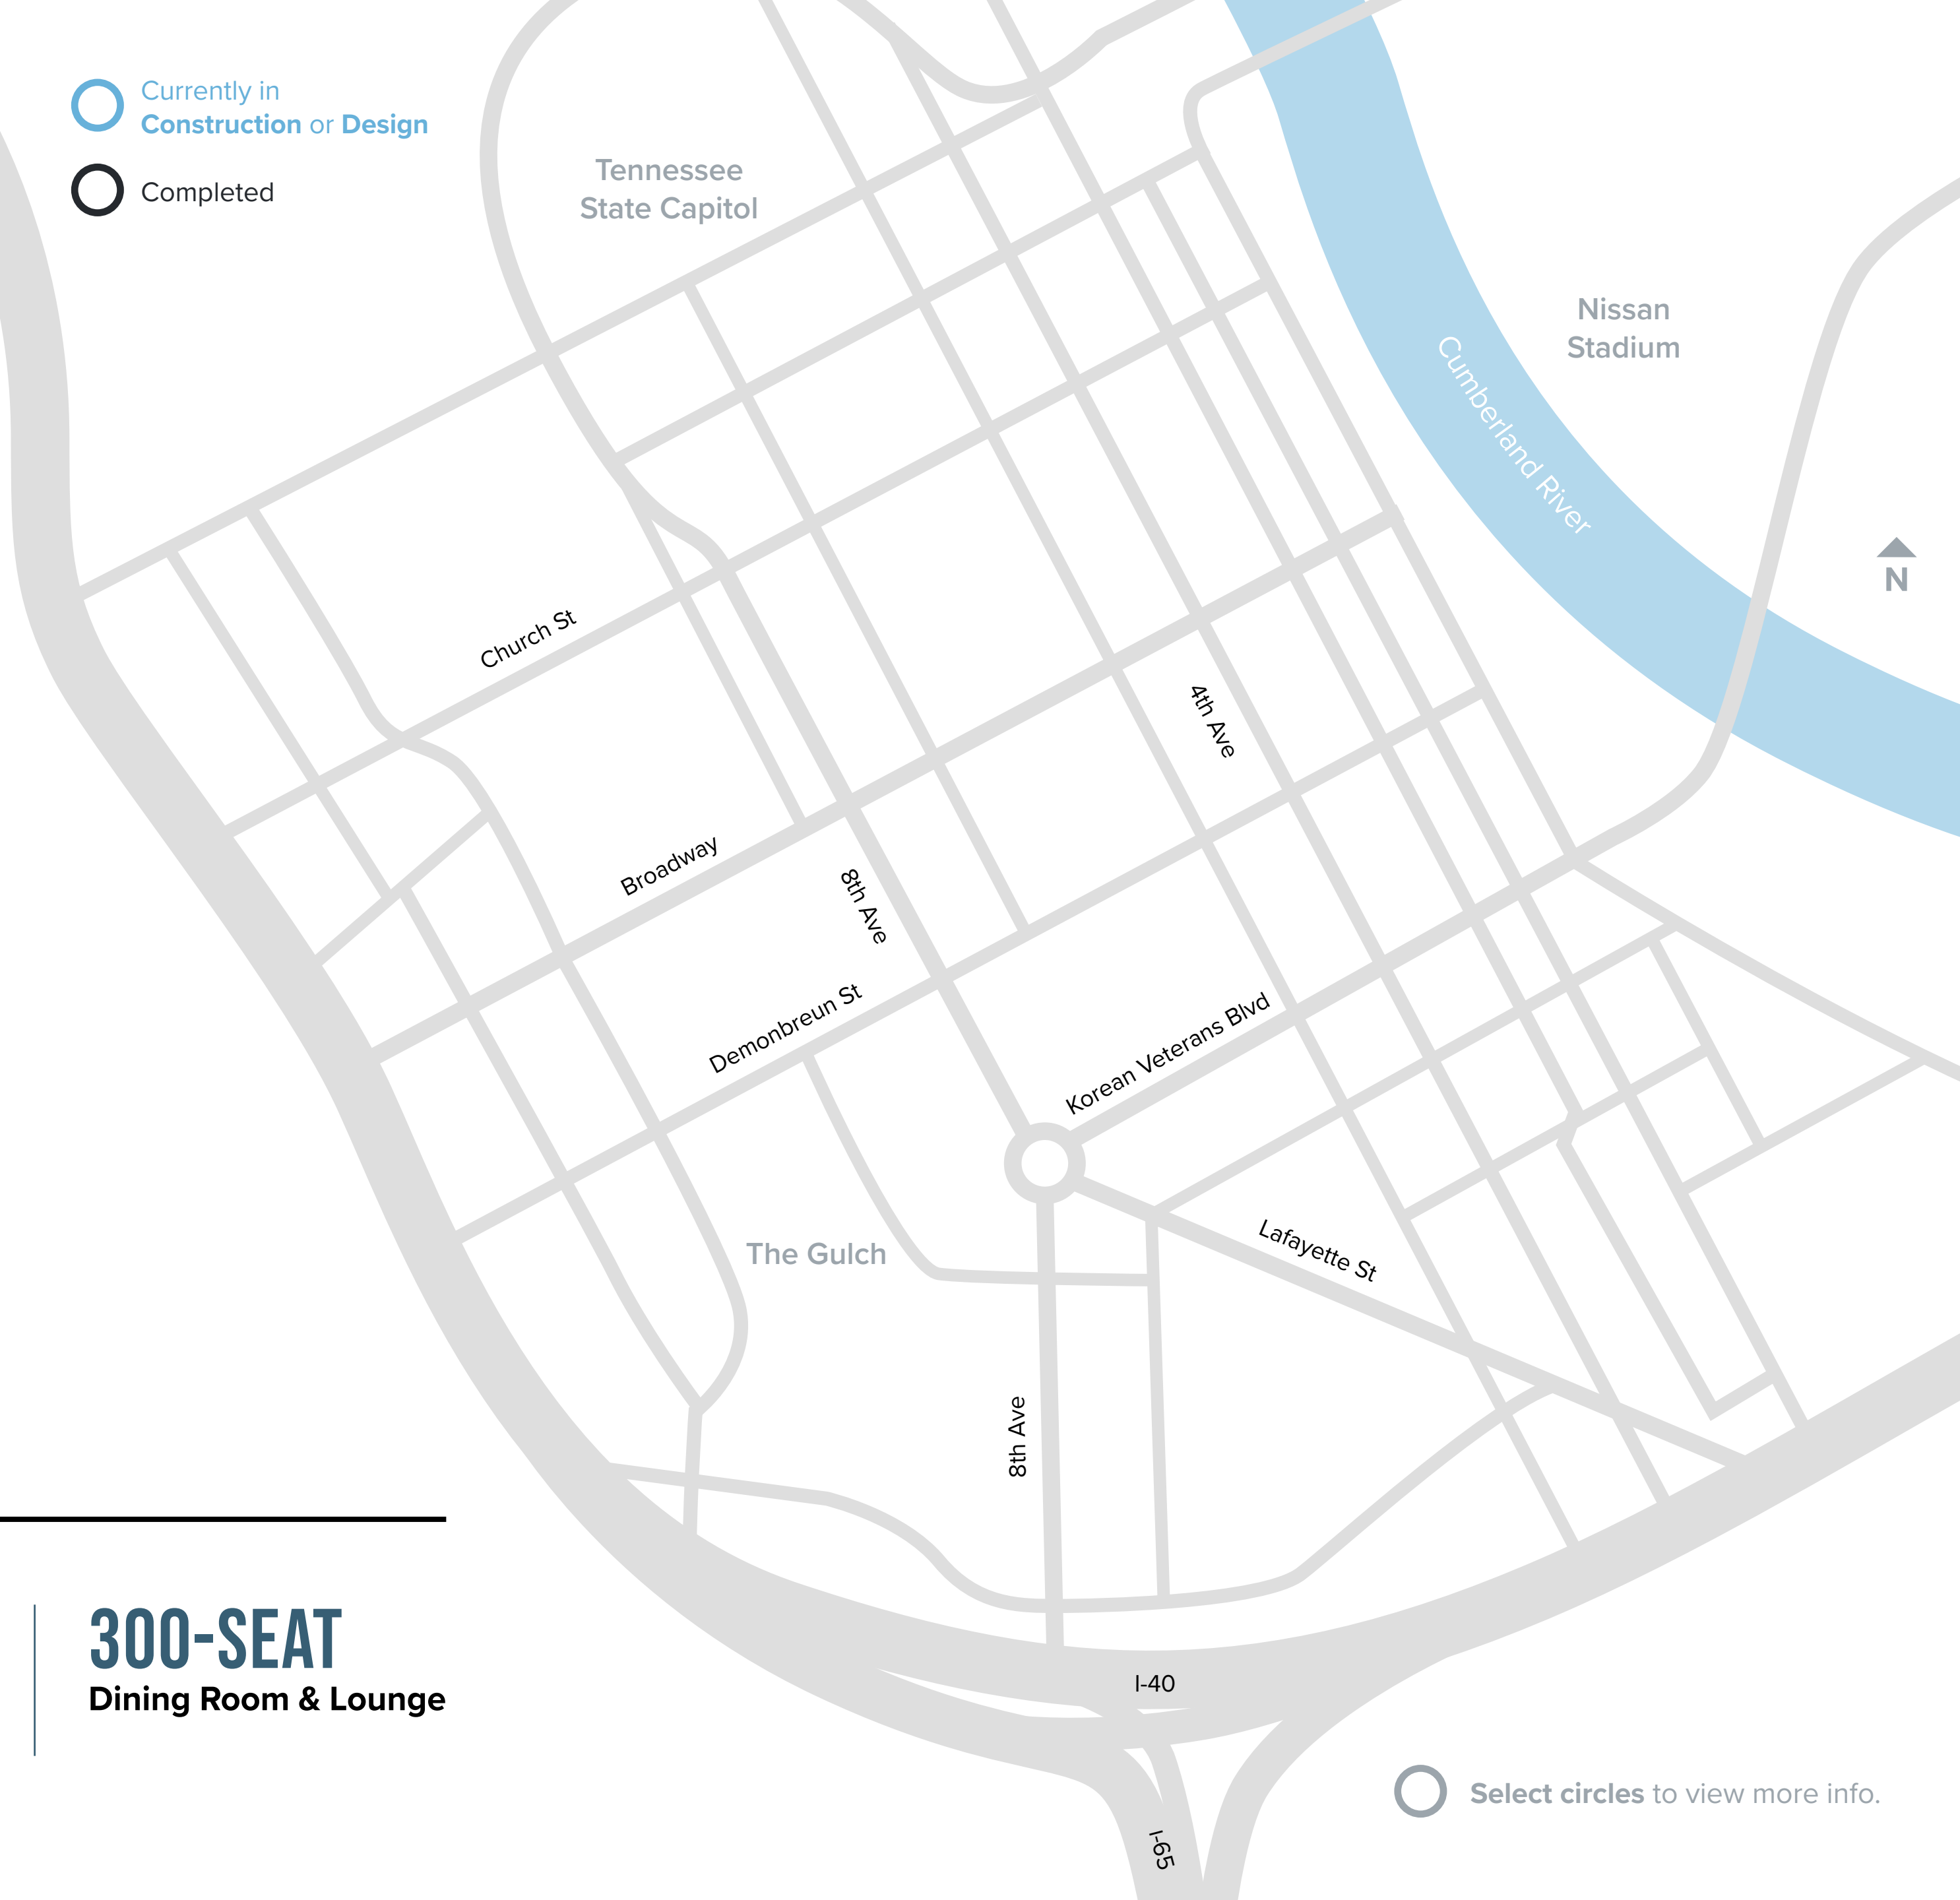 Currently in
Construction or Design
Completed
Tennessee
State Capitol
Nissan
Stadium
Cumberland River
N
Church St
4th Ave
Broadway
8th Ave
Demonbreun St
Korean Veterans Blvd
The Gulch
Lafayette St
8th Ave
300-SEAT
Dining Room & Lounge
I-40
Select circles to view more info.
I-65